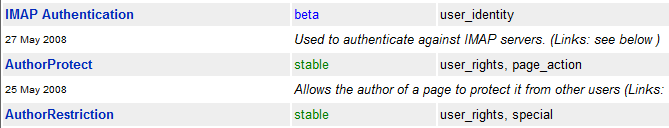 IMAP Authentication beta user_identity
27 May 2008 Used to authenticate against IMAP servers. (Links: see below )
AuthorProtect stable user_rights, page_action
25 May 2008 Allows the author of a page to protect it from other users (Links:
AuthorRestriction stable user_rights, special